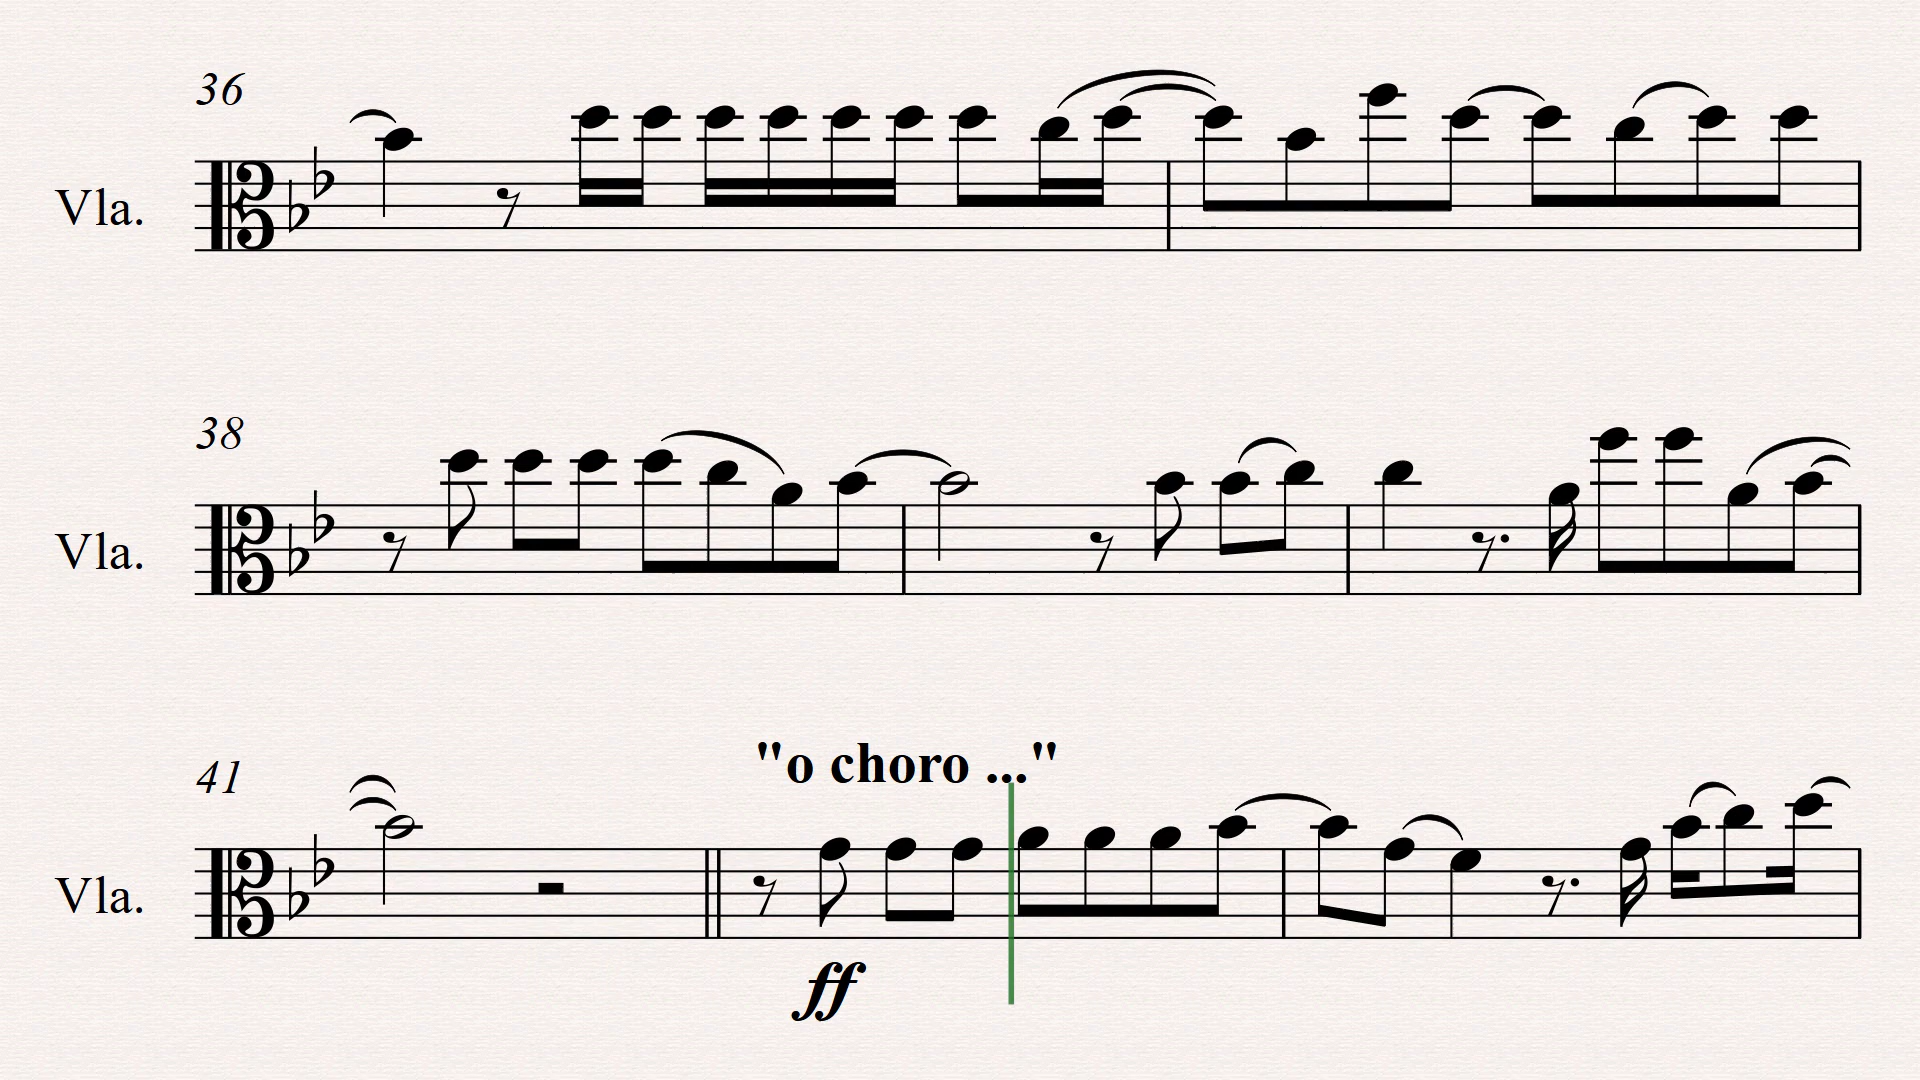 36
Vla.
38
Vla.
"o choro ..."
41
Vla.
ff